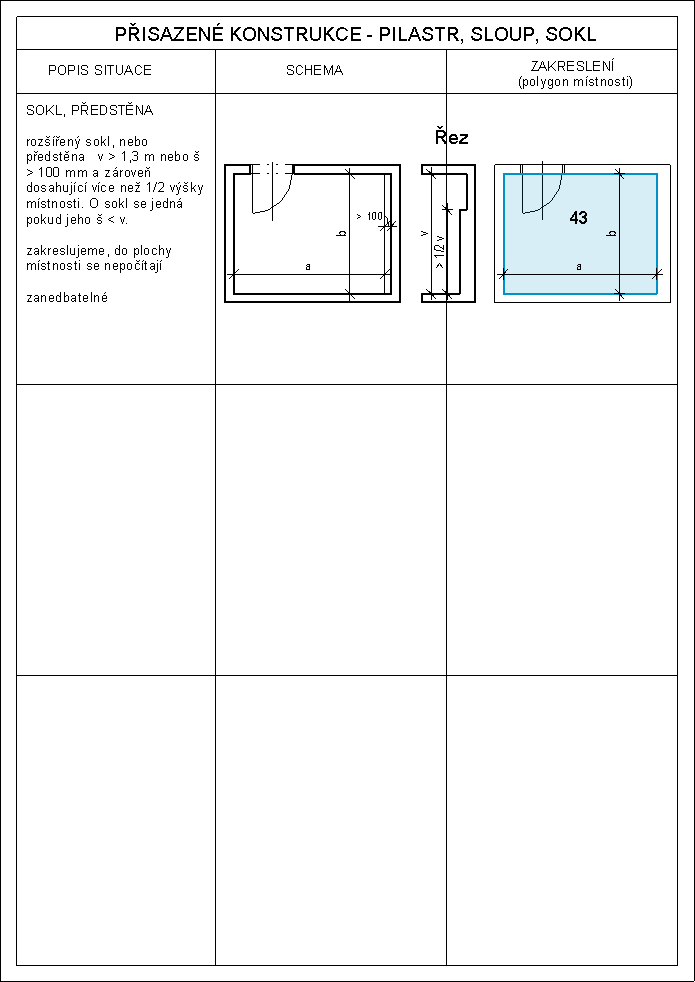 PŘISAZENÉ KONSTRUKCE - PILASTR, SLOUP, SOKL
POPIS SITUACE
SCHEMA
ZAKRESLENÍ
(polygon místnosti)
SOKL, PŘEDSTĚNA
rozšířený sokl, nebo
předstěna v > 1,3 m nebo š
> 100 mm a zároveň
dosahující více než 1/2 výšky
místnosti. O sokl se jedná
pokud jeho š < v.
zakreslujeme, do plochy
místnosti se nepočítají
zanedbatelné
> 100
b
a
Řez
v
> 1/2 v
43
b
a